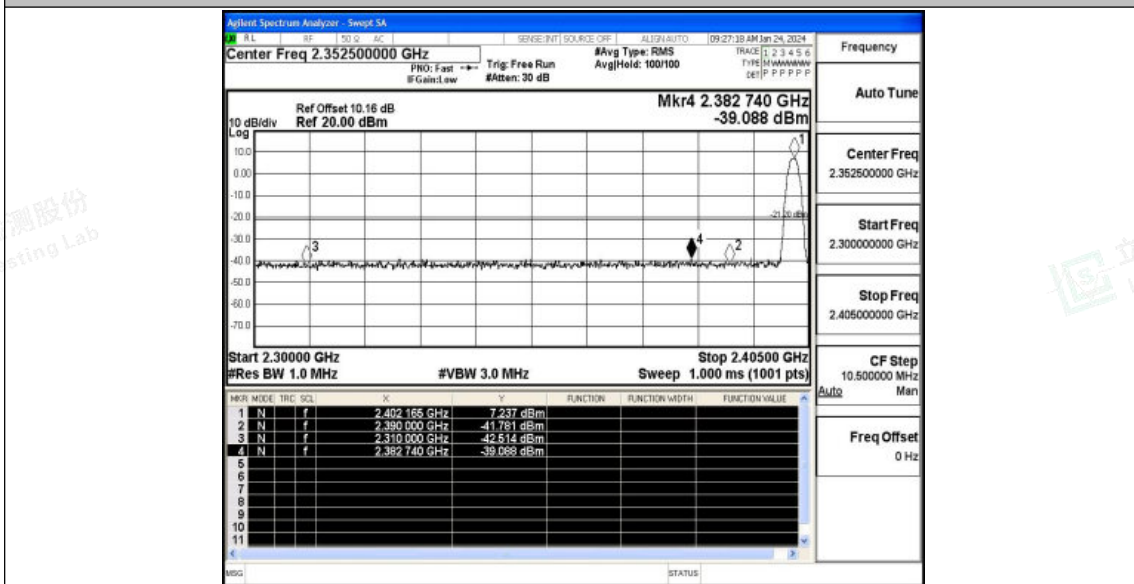 Agilent Spectrum Analyzer - Swept SA
RL RF 50 Ω AC SENSE:INT SOURCE OFF ALIGNAUTO 09:27:18 AM Jan 24, 2024
Center Freq 2.352500000 GHz
PNO: Fast
IFGain:Low
Trig: Free Run
#Atten: 30 dB
#Avg Type: RMS
Avg|Hold: 100/100
TRACE 1 2 3 4 5 6
TYPE MWWWWW
DET P P P P P P
Mkr4 2.382 740 GHz
-39.088 dBm
Ref Offset 10.16 dB
10 dB/div Ref 20.00 dBm
Log
10.0
0.00
-10.0
-20.0
-30.0
-40.0
-50.0
-60.0
-70.0
1
-21.20 dBm
3
4
2
Start 2.30000 GHz Stop 2.40500 GHz
#Res BW 1.0 MHz #VBW 3.0 MHz Sweep 1.000 ms (1001 pts)
MKR MODE TRC SCL X Y FUNCTION FUNCTION WIDTH FUNCTION VALUE
1 N f 2.402 165 GHz 7.237 dBm
2 N f 2.390 000 GHz -41.781 dBm
3 N f 2.310 000 GHz -42.514 dBm
4 N f 2.382 740 GHz -39.088 dBm
5
6
7
8
9
10
11
MSG STATUS
Frequency
Auto Tune
Center Freq
2.352500000 GHz
Start Freq
2.300000000 GHz
Stop Freq
2.405000000 GHz
CF Step
10.500000 MHz
Auto Man
Freq Offset
0 Hz
测股份
sting Lab
立